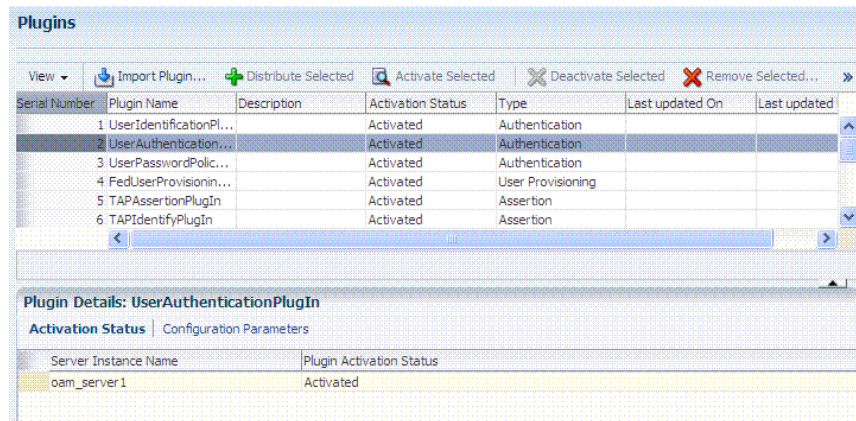 Plugins
View Import Plugin... Distribute Selected Activate Selected Deactivate Selected Remove Selected... »
Serial Number Plugin Name Description Activation Status Type Last updated On Last updated
1 UserIdentificationPl... Activated Authentication
2 UserAuthentication... Activated Authentication
3 UserPasswordPolic... Activated Authentication
4 FedUserProvisionin... Activated User Provisioning
5 TAPAssertionPlugIn Activated Assertion
6 TAPIdentifyPlugIn Activated Assertion
Plugin Details: UserAuthenticationPlugIn
Activation Status Configuration Parameters
Server Instance Name Plugin Activation Status
oam_server1 Activated